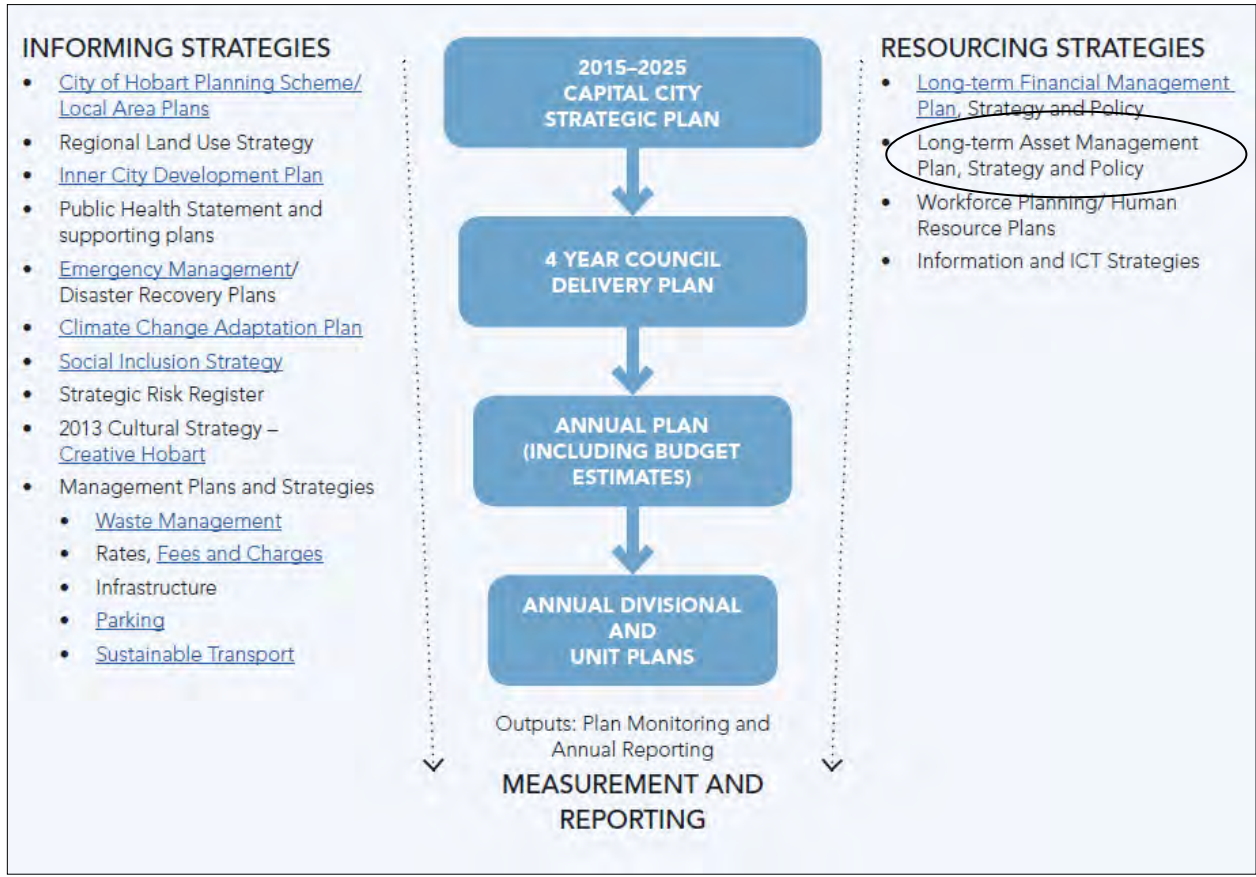 INFORMING STRATEGIES
• City of Hobart Planning Scheme/
Local Area Plans
• Regional Land Use Strategy
• Inner City Development Plan
• Public Health Statement and
supporting plans
• Emergency Management/
Disaster Recovery Plans
• Climate Change Adaptation Plan
• Social Inclusion Strategy
• Strategic Risk Register
• 2013 Cultural Strategy –
Creative Hobart
• Management Plans and Strategies
• Waste Management
• Rates, Fees and Charges
• Infrastructure
• Parking
• Sustainable Transport
2015–2025
CAPITAL CITY
STRATEGIC PLAN
4 YEAR COUNCIL
DELIVERY PLAN
ANNUAL PLAN
(INCLUDING BUDGET
ESTIMATES)
ANNUAL DIVISIONAL
AND
UNIT PLANS
Outputs: Plan Monitoring and
Annual Reporting
MEASUREMENT AND
REPORTING
RESOURCING STRATEGIES
• Long-term Financial Management
Plan, Strategy and Policy
• Long-term Asset Management
Plan, Strategy and Policy
• Workforce Planning/ Human
Resource Plans
• Information and ICT Strategies